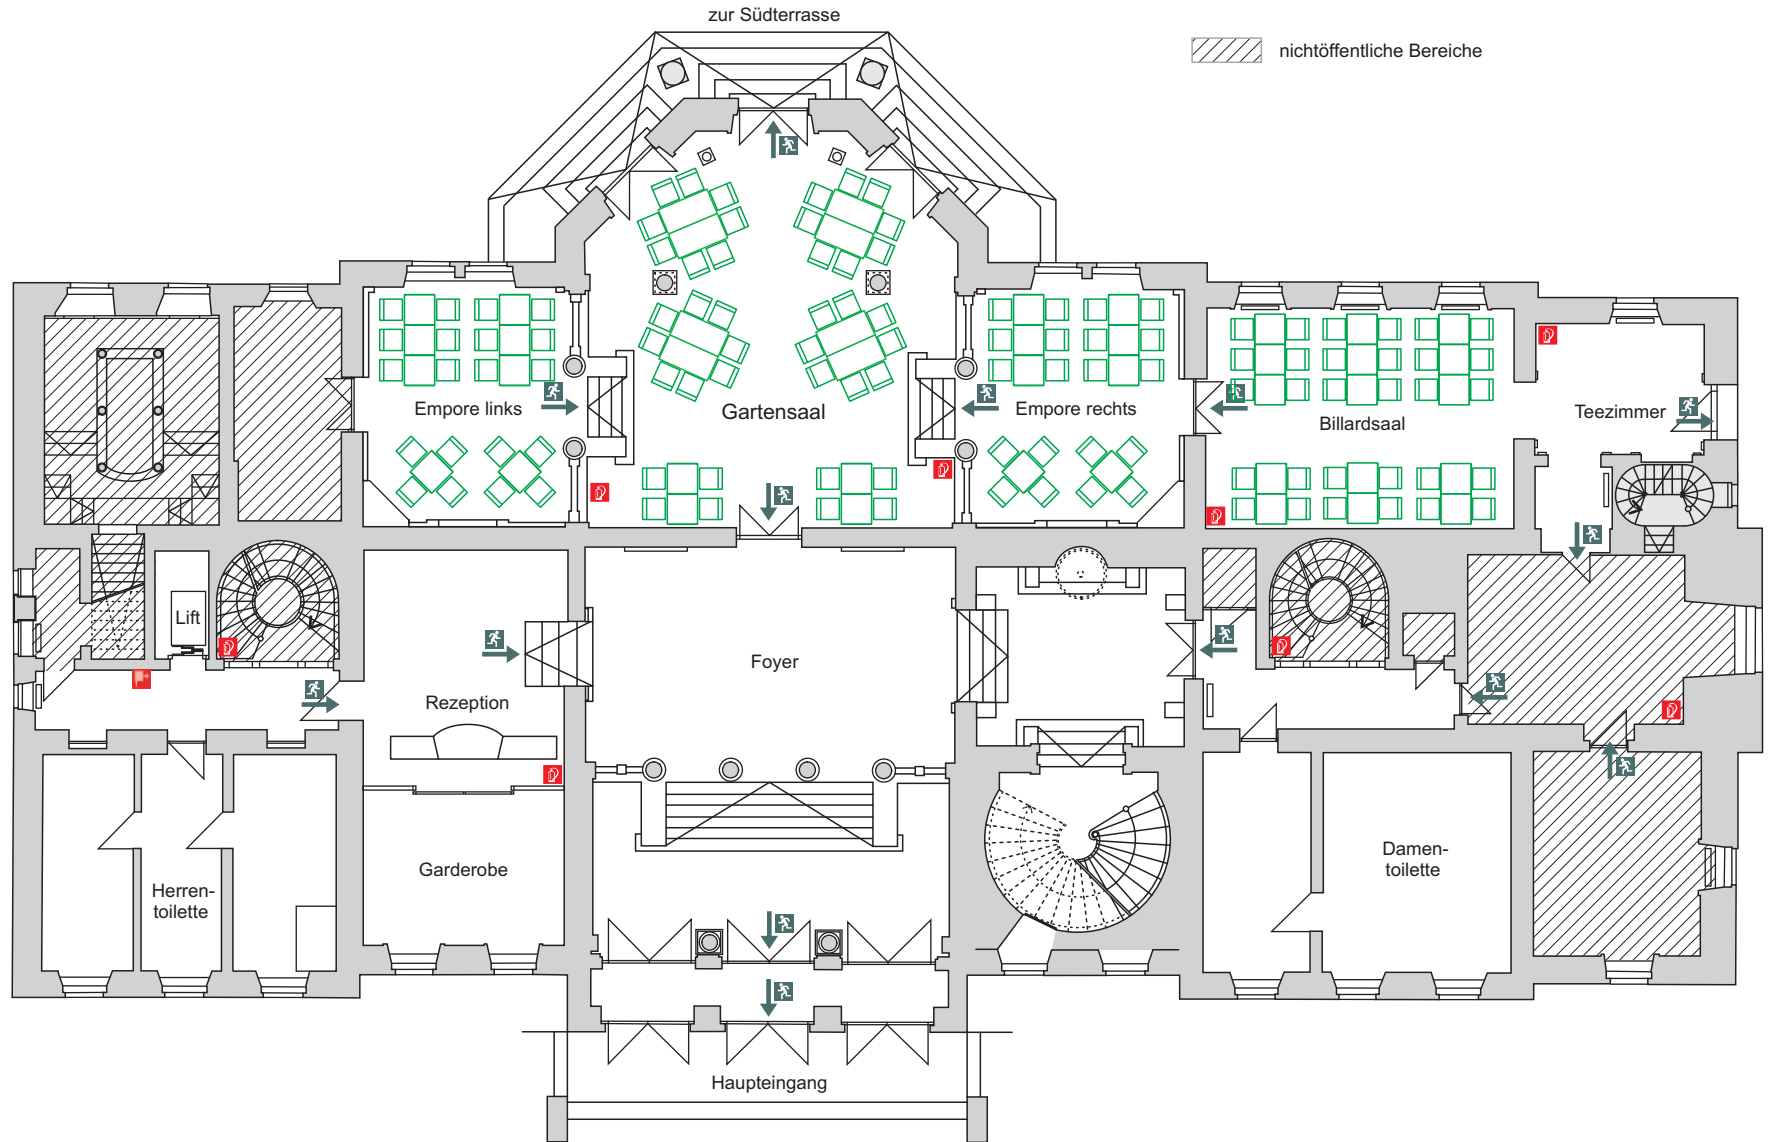 zur Südterrasse
nichtöffentliche Bereiche
Empore links
Gartensaal
Empore rechts
Billardsaal
Teezimmer
Lift
Rezeption
Foyer
Garderobe
Herren-
toilette
Damen-
toilette
Haupteingang